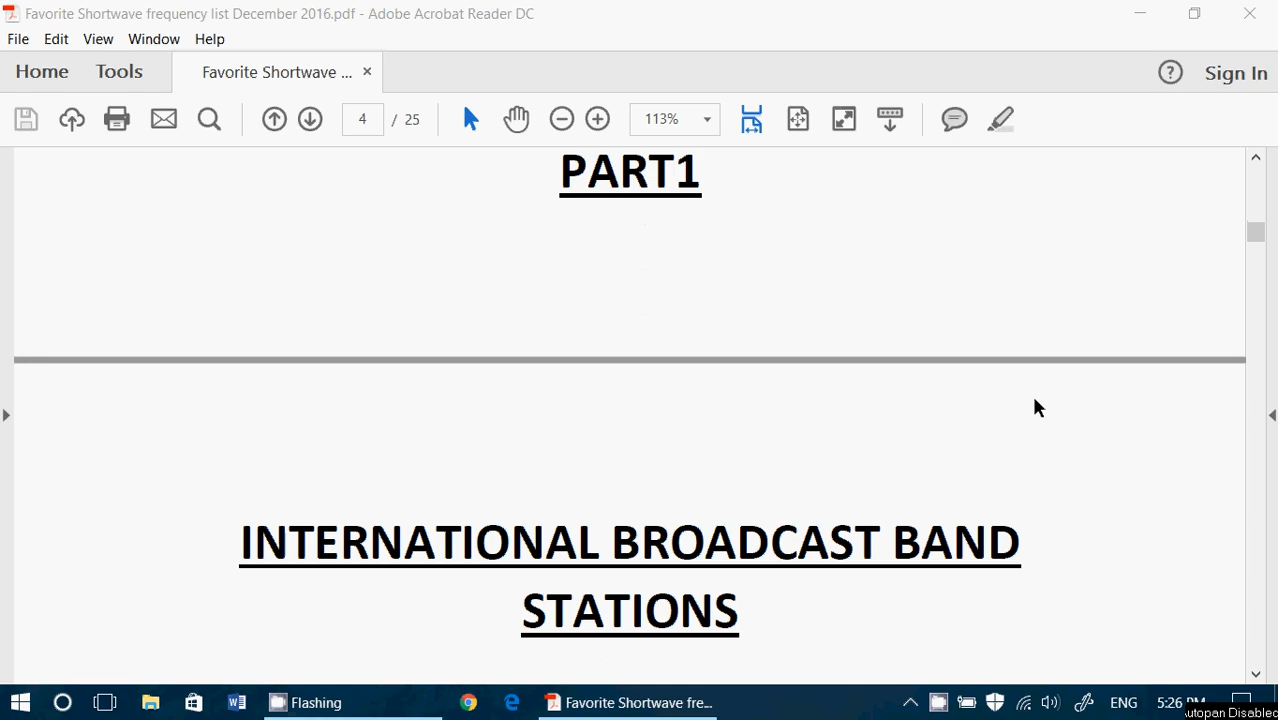 Favorite Shortwave frequency list December 2016.pdf - Adobe Acrobat Reader DC
File Edit View Window Help
Home Tools Favorite Shortwave ... × Sign In
4 / 25 113%
PART1
INTERNATIONAL BROADCAST BAND
STATIONS
Flashing Favorite Shortwave fre... ENG 5:26 PM
utopan Disabled